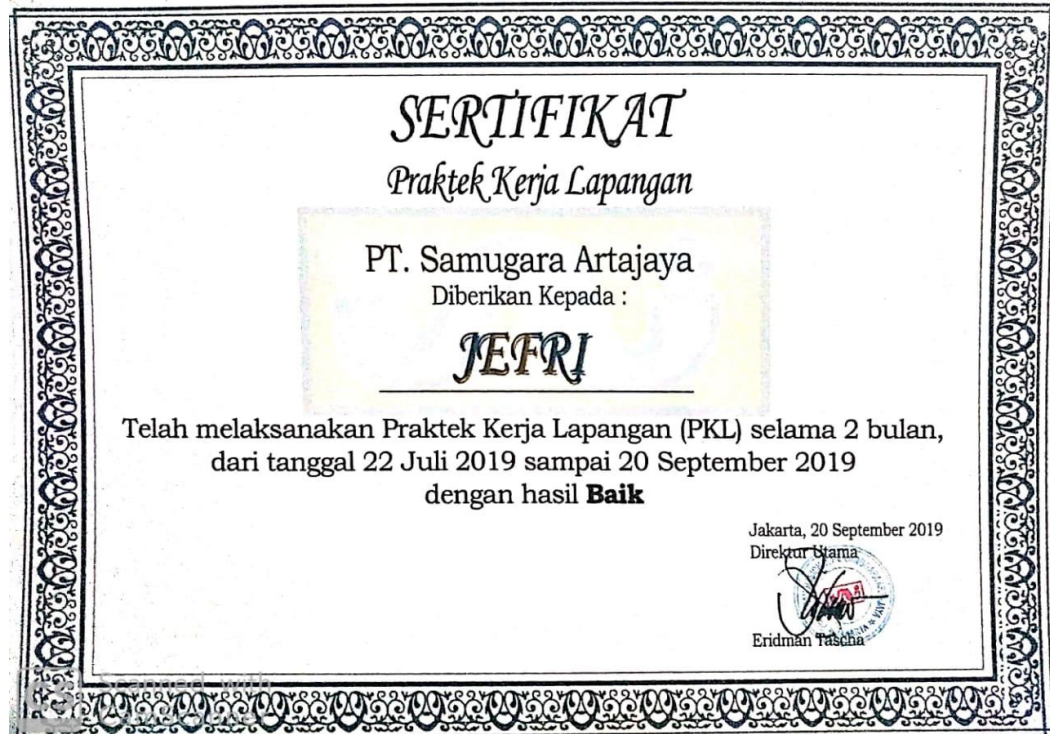 SERTIFIKAT
Praktek Kerja Lapangan
PT. Samugara Artajaya
Diberikan Kepada :
JEFRI
Telah melaksanakan Praktek Kerja Lapangan (PKL) selama 2 bulan,
dari tanggal 22 Juli 2019 sampai 20 September 2019
dengan hasil Baik
Jakarta, 20 September 2019
Direktur Utama
Eridman Tascha
Scanned with
CamScanner